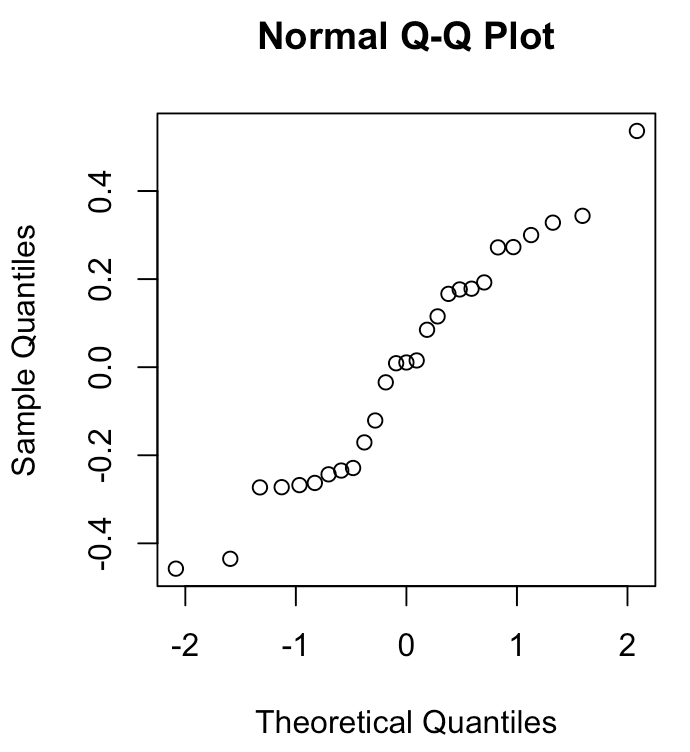 Normal Q-Q Plot
Sample Quantiles
0.4
0.2
0.0
-0.2
-0.4
-2 -1 0 1 2
Theoretical Quantiles